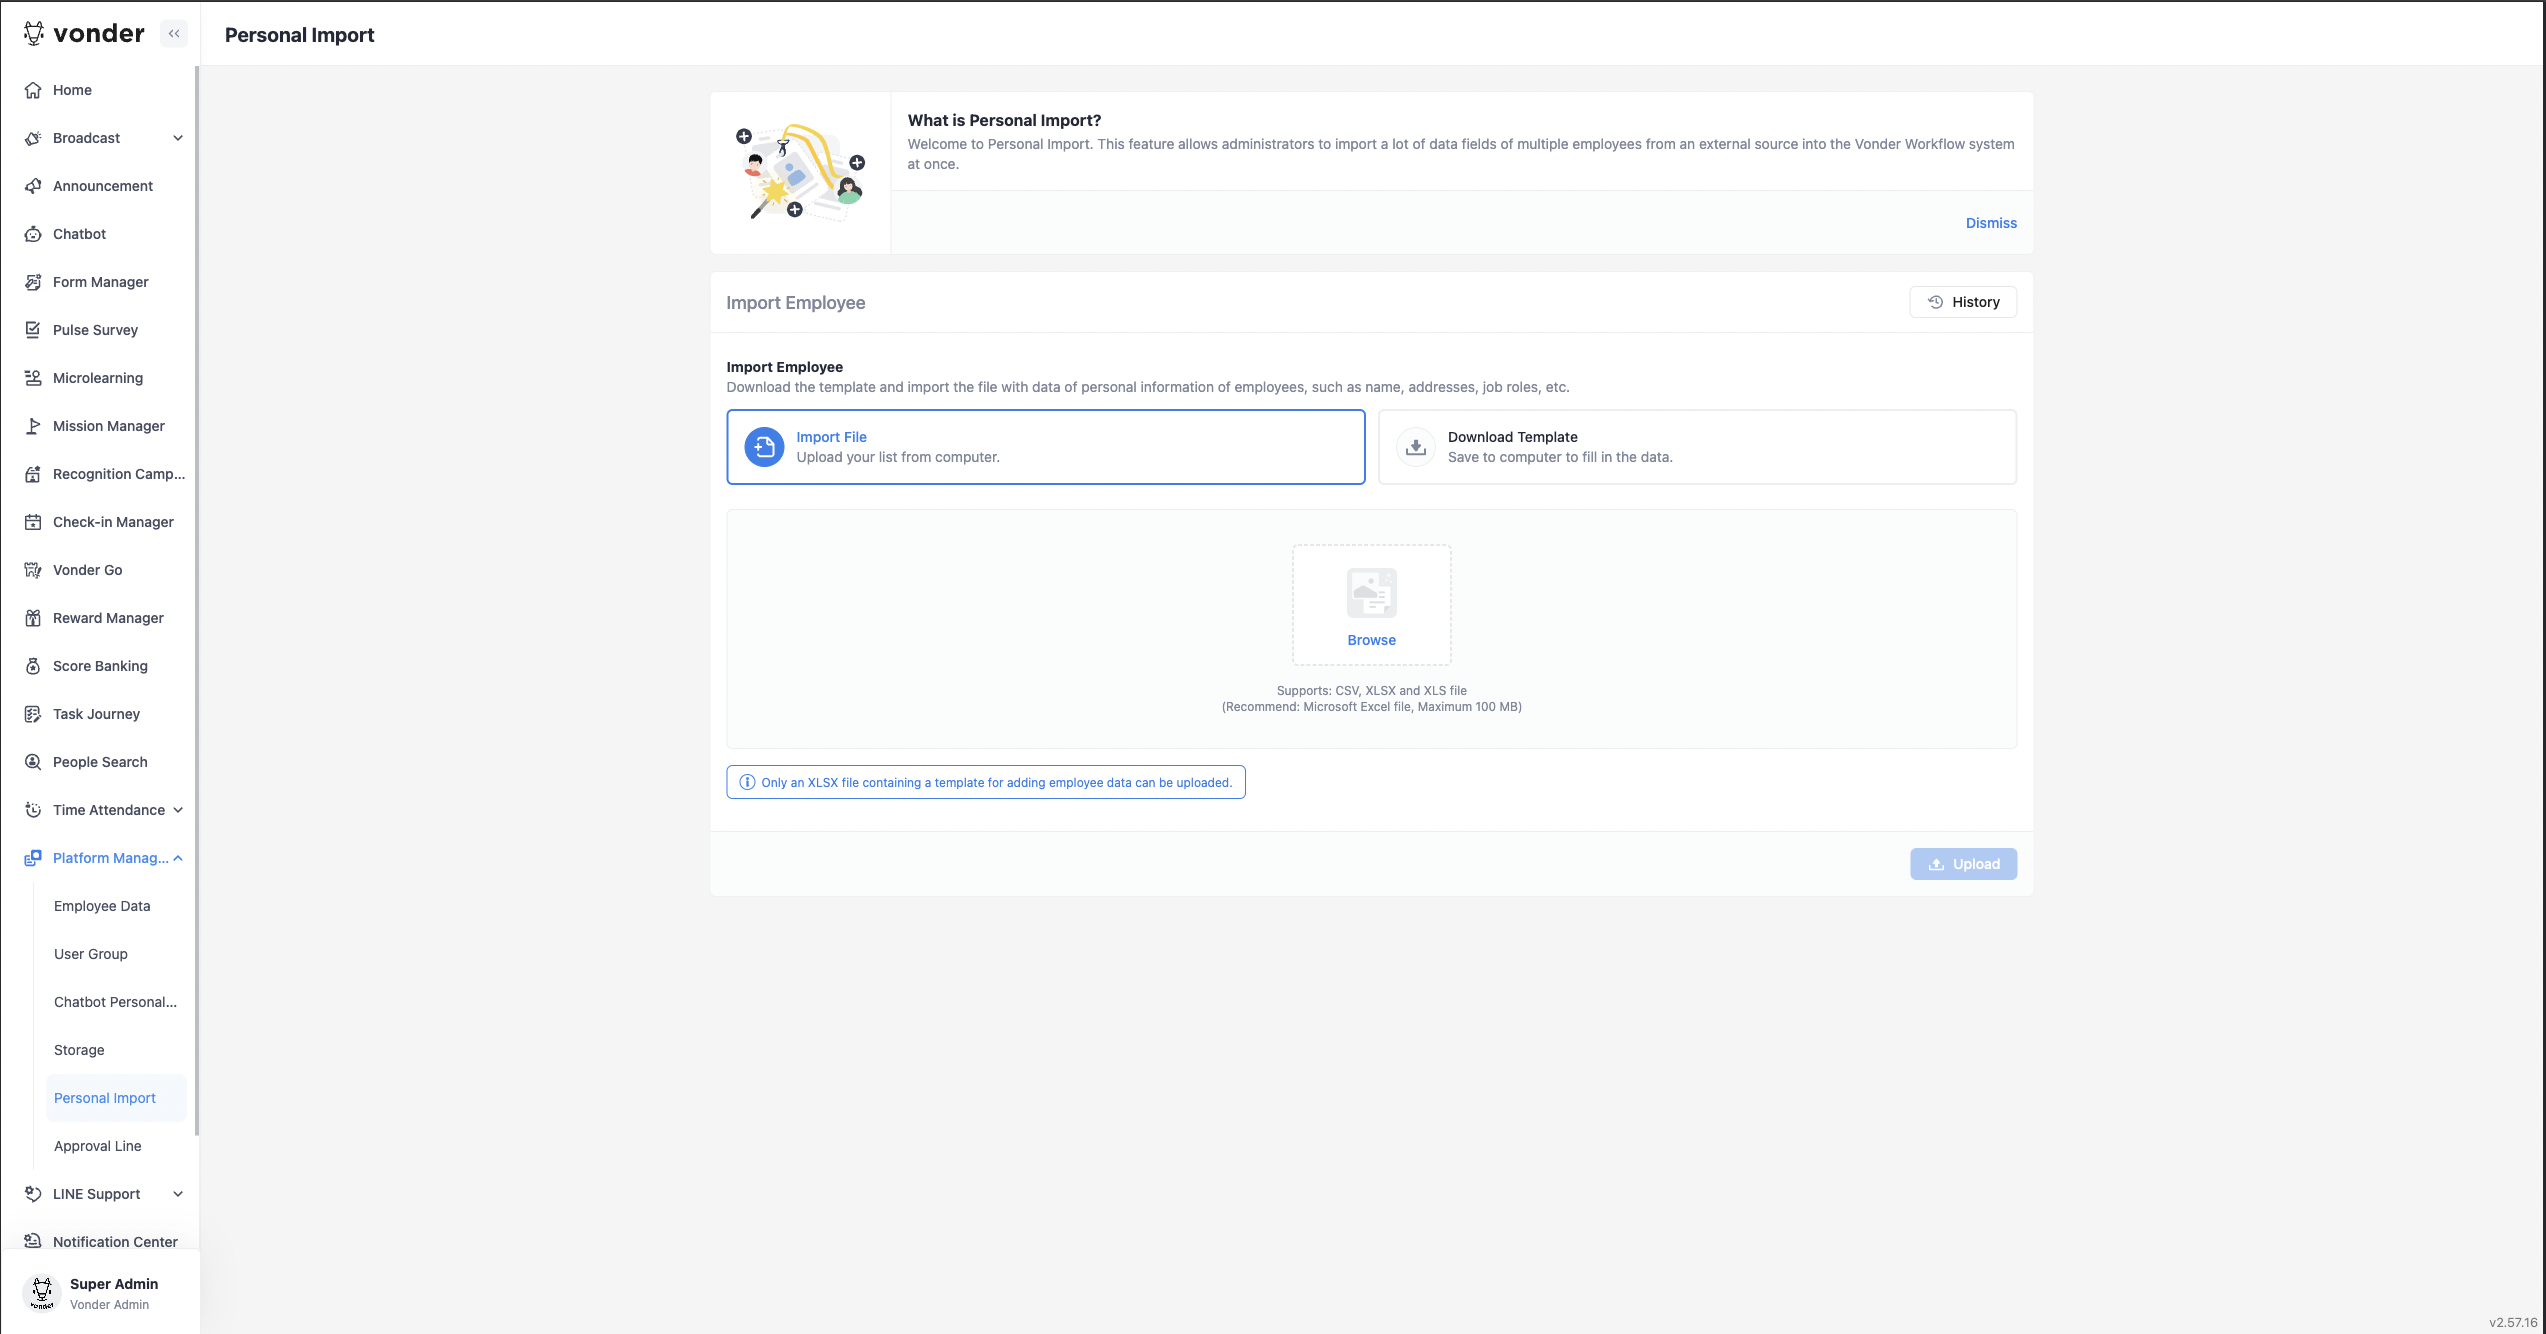 vonder
Personal Import
Home
Broadcast
Announcement
Chatbot
Form Manager
Pulse Survey
Microlearning
Mission Manager
Recognition Camp...
Check-in Manager
Vonder Go
Reward Manager
Score Banking
Task Journey
People Search
Time Attendance
Platform Manag...
Employee Data
User Group
Chatbot Personal...
Storage
Personal Import
Approval Line
LINE Support
Notification Center
vonder
Super Admin
Vonder Admin
What is Personal Import?
Welcome to Personal Import. This feature allows administrators to import a lot of data fields of multiple employees from an external source into the Vonder Workflow system
at once.
Dismiss
Import Employee
History
Import Employee
Download the template and import the file with data of personal information of employees, such as name, addresses, job roles, etc.
Import File
Upload your list from computer.
Download Template
Save to computer to fill in the data.
Browse
Supports: CSV, XLSX and XLS file
(Recommend: Microsoft Excel file, Maximum 100 MB)
Only an XLSX file containing a template for adding employee data can be uploaded.
Upload
v2.57.16